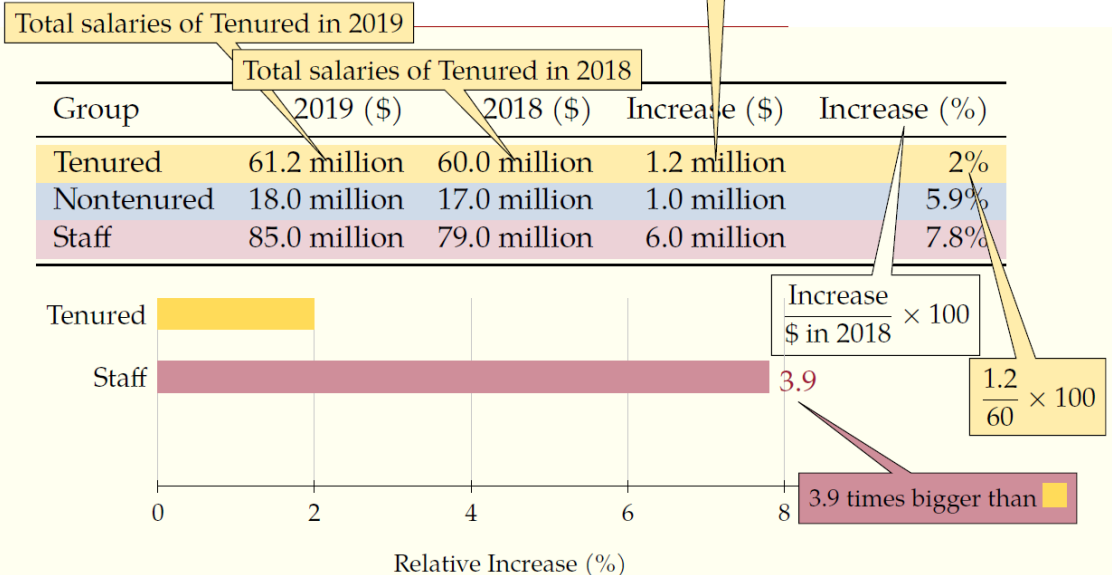 Total salaries of Tenured in 2019
Total salaries of Tenured in 2018
Group 2019 ($) 2018 ($) Increase ($) Increase (%)
Tenured 61.2 million 60.0 million 1.2 million 2%
Nontenured 18.0 million 17.0 million 1.0 million 5.9%
Staff 85.0 million 79.0 million 6.0 million 7.8%
Increase
$ in 2018
× 100
Tenured
Staff
3.9
1.2
60
× 100
3.9 times bigger than
0 2 4 6 8
Relative Increase (%)